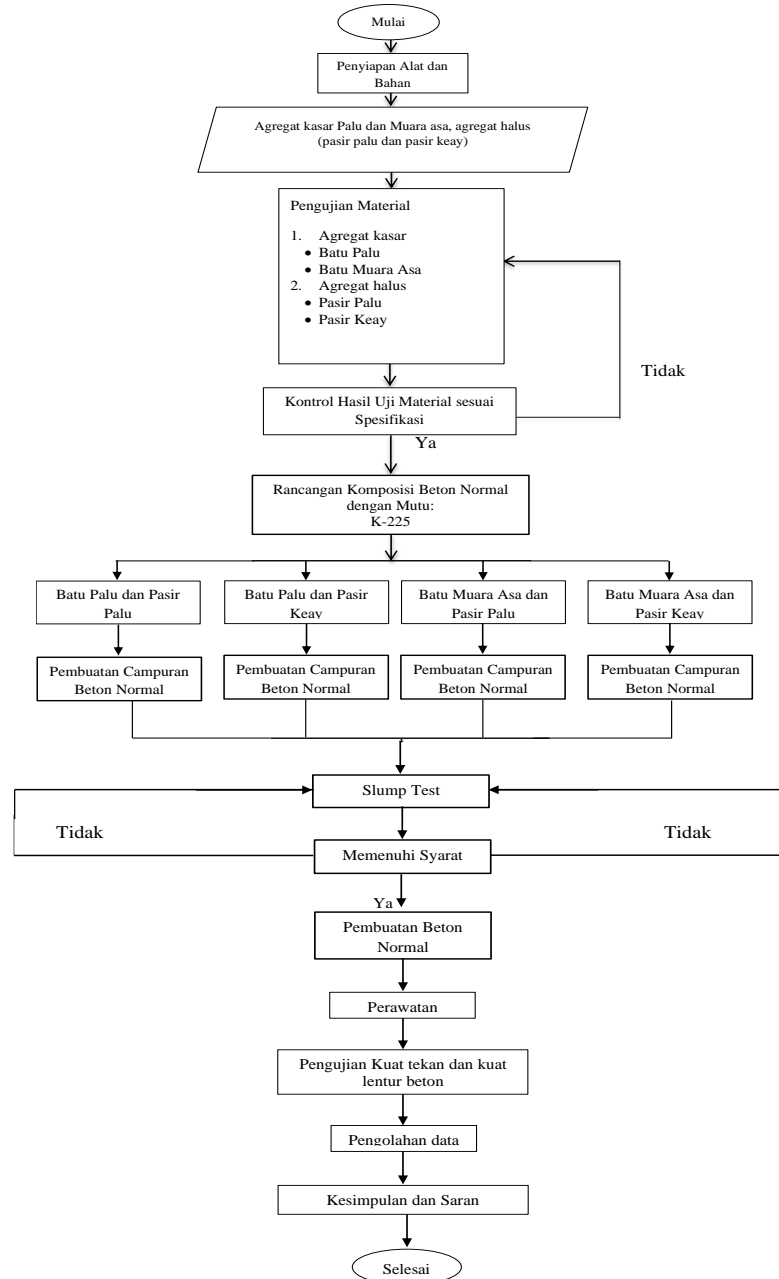 Mulai
Penyiapan Alat dan
Bahan
Agregat kasar Palu dan Muara asa, agregat halus
(pasir palu dan pasir keay)
Pengujian Material
1. Agregat kasar
• Batu Palu
• Batu Muara Asa
2. Agregat halus
• Pasir Palu
• Pasir Keay
Tidak
Kontrol Hasil Uji Material sesuai
Spesifikasi
Ya
Rancangan Komposisi Beton Normal
dengan Mutu:
K-225
Batu Palu dan Pasir
Palu
Batu Palu dan Pasir
Keay
Batu Muara Asa dan
Pasir Palu
Batu Muara Asa dan
Pasir Keay
Pembuatan Campuran
Beton Normal
Pembuatan Campuran
Beton Normal
Pembuatan Campuran
Beton Normal
Pembuatan Campuran
Beton Normal
Slump Test
Tidak
Tidak
Memenuhi Syarat
Ya
Pembuatan Beton
Normal
Perawatan
Pengujian Kuat tekan dan kuat
lentur beton
Pengolahan data
Kesimpulan dan Saran
Selesai